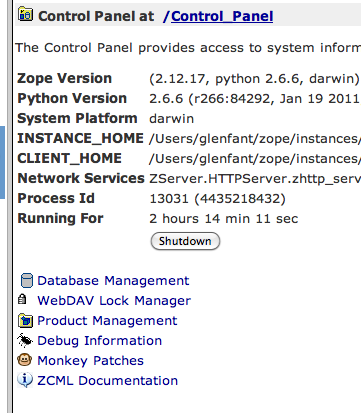 Control Panel at /Control_Panel
The Control Panel provides access to system inform
Zope Version (2.12.17, python 2.6.6, darwin)
Python Version 2.6.6 (r266:84292, Jan 19 2011
System Platform darwin
INSTANCE_HOME /Users/glenfant/zope/instances/
CLIENT_HOME /Users/glenfant/zope/instances/
Network Services ZServer.HTTPServer.zhttp_serv
Process Id 13031 (4435218432)
Running For 2 hours 14 min 11 sec
Shutdown
Database Management
WebDAV Lock Manager
Product Management
Debug Information
Monkey Patches
ZCML Documentation